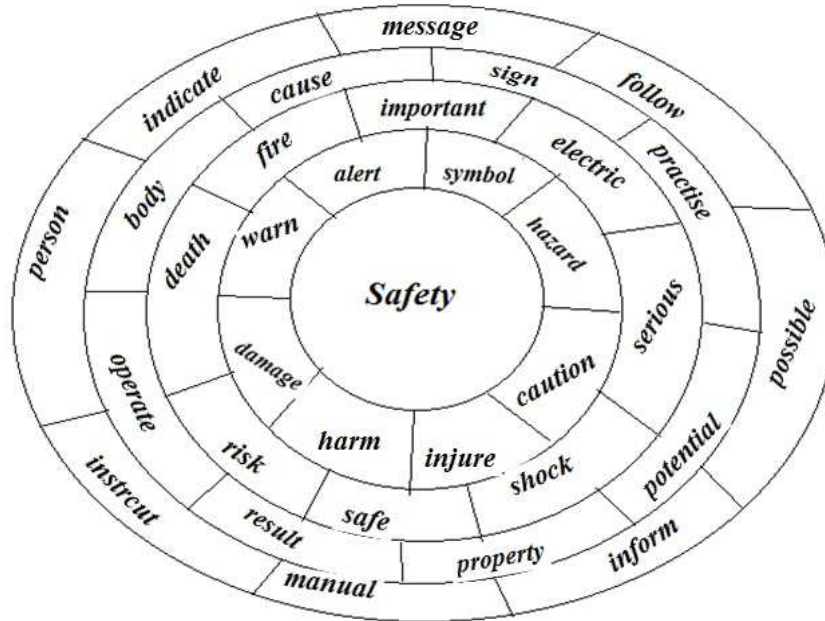 message
indicate
follow
person
possible
instrcut
inform
manual
cause
sign
body
practise
operate
potential
result
property
fire
important
electric
death
serious
risk
shock
safe
alert
symbol
warn
hazard
damage
caution
harm
injure
Safety